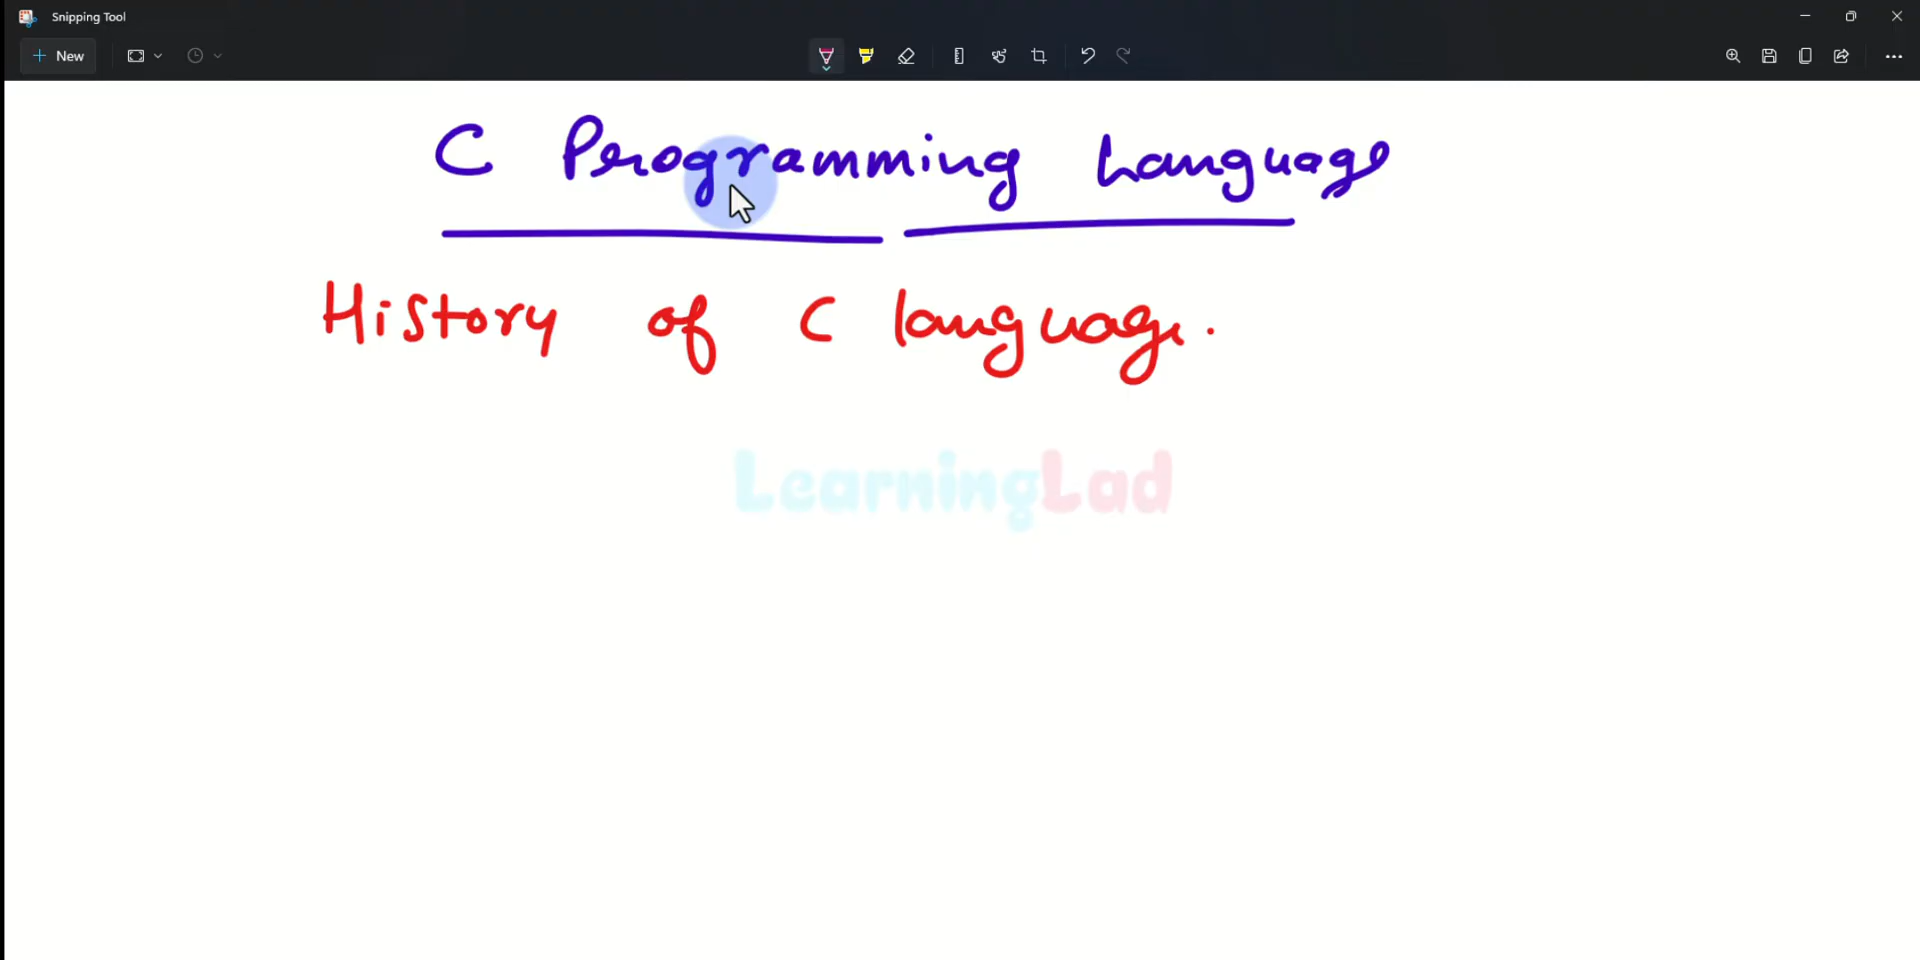 Snipping Tool
New
C Programming Language
History of C language.
LearningLad